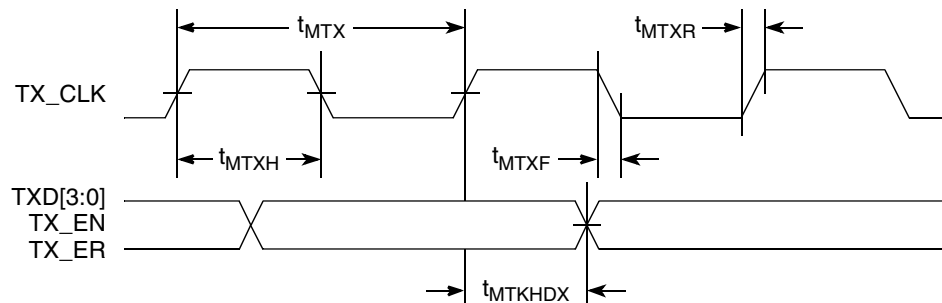 tMTX
tMTXR
TX_CLK
tMTXH
tMTXF
TXD[3:0]
TX_EN
TX_ER
tMTKHDX